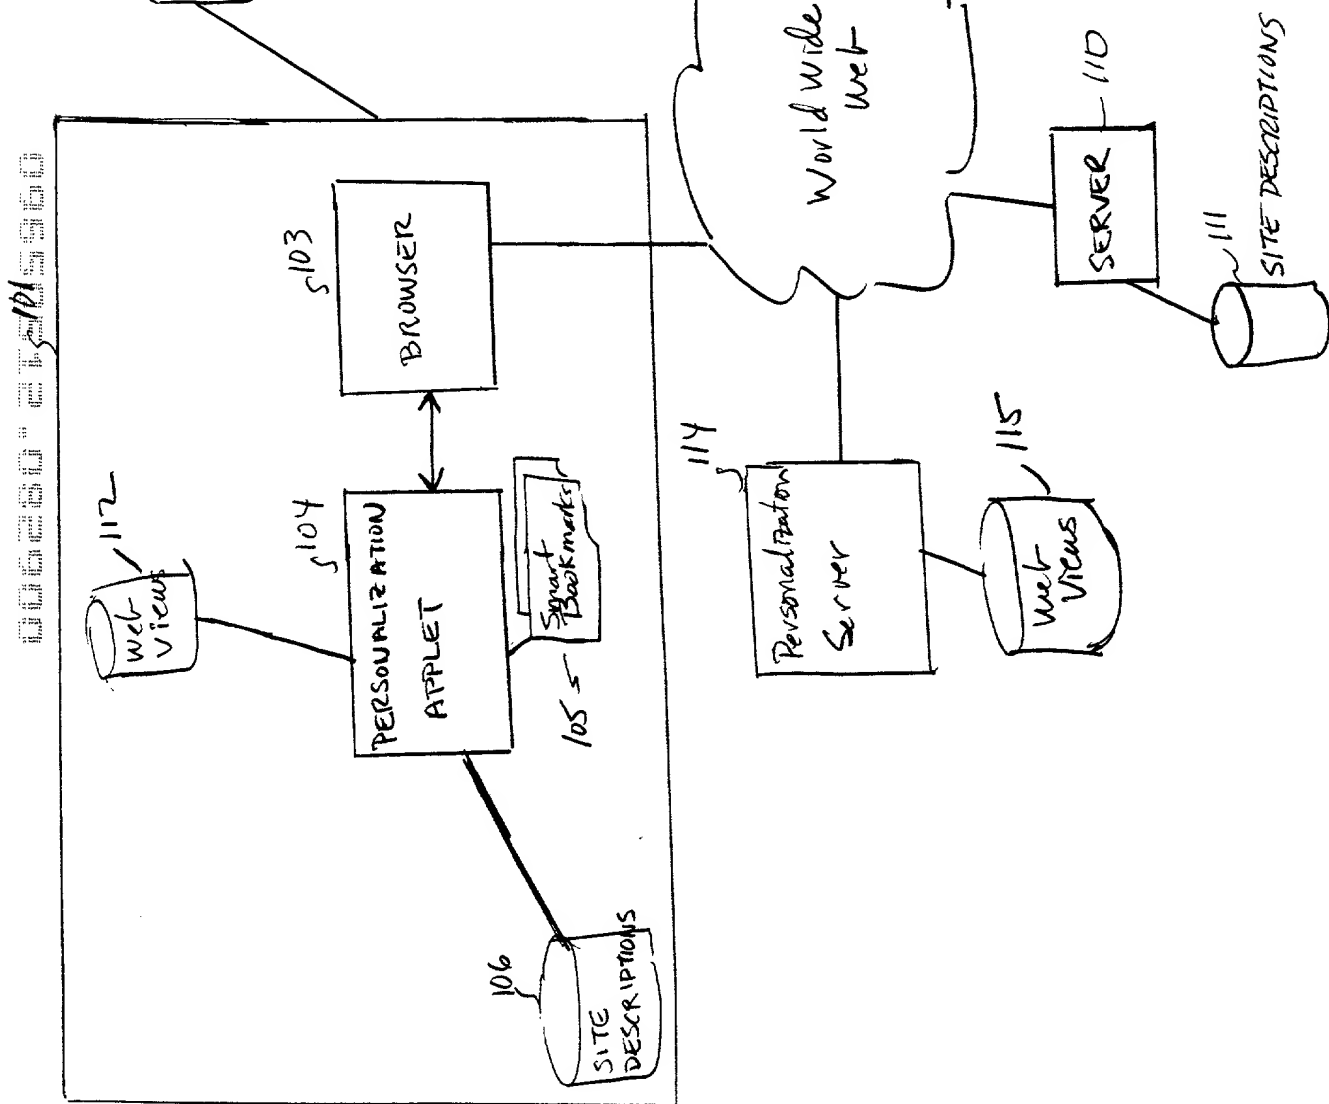 101
112
Web
Views
104
PERSONALIZATION
APPLET
103
BROWSER
105
Smart
Bookmarks
106
SITE
DESCRIPTIONS
World Wide
Web
114
Personalization
Server
115
Web
Views
110
SERVER
111
SITE DESCRIPTIONS